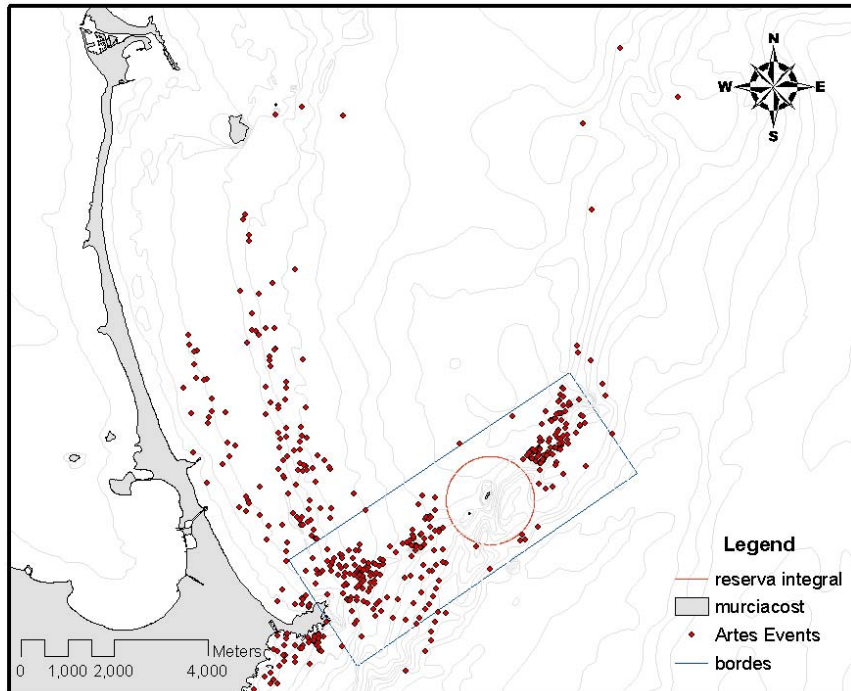 N
W E
S
Legend
reserva integral
murciacost
Artes Events
bordes
Meters
0 1,000 2,000 4,000